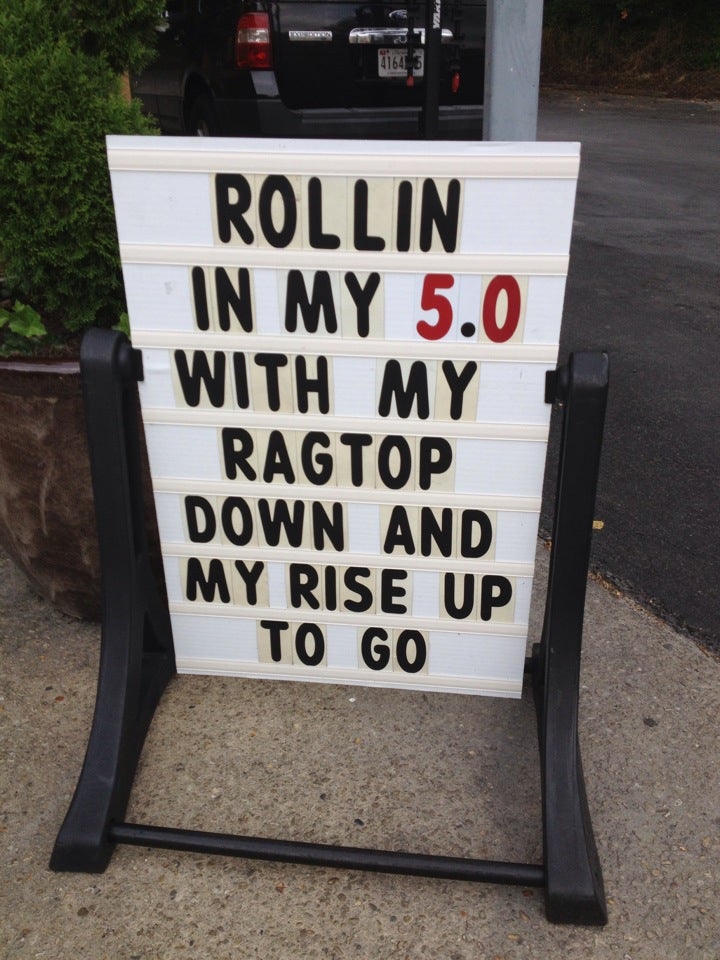 ROLLIN
IN MY 5.0
WITH MY
RAGTOP
DOWN AND
MY RISE UP
TO GO